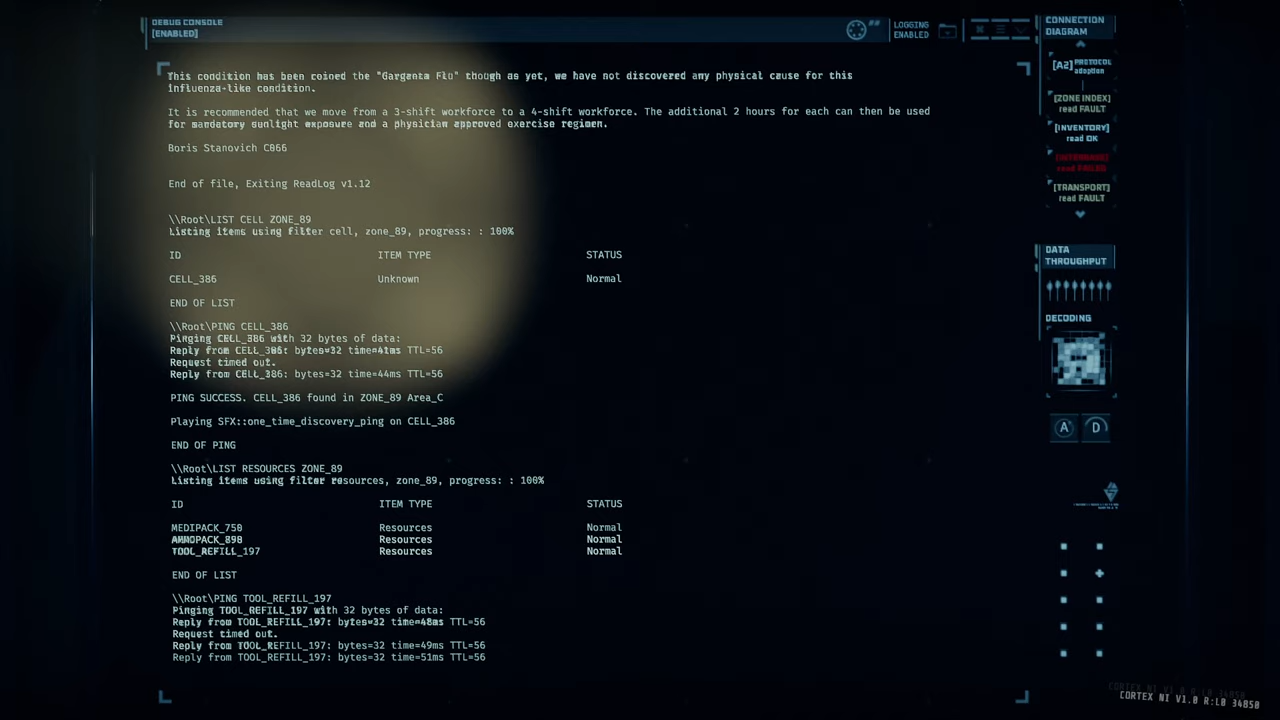 DEBUG CONSOLE
[ENABLED]
LOGGING
ENABLED
This condition has been coined the "Garganta Flu" though as yet, we have not discovered any physical cause for this
influenza-like condition.
It is recommended that we move from a 3-shift workforce to a 4-shift workforce. The additional 2 hours for each can then be used
for mandatory sunlight exposure and a physician approved exercise regimen.
Boris Stanovich C066
End of file, Exiting ReadLog v1.12
\\Root\LIST CELL ZONE_89
Listing items using filter cell, zone_89, progress: : 100%
ID ITEM TYPE STATUS
CELL_386 Unknown Normal
END OF LIST
\\Root\PING CELL_386
Pinging CELL_386 with 32 bytes of data:
Reply from CELL_386: bytes=32 time=41ms TTL=56
Request timed out.
Reply from CELL_386: bytes=32 time=44ms TTL=56
PING SUCCESS. CELL_386 found in ZONE_89 Area_C
Playing SFX::one_time_discovery_ping on CELL_386
END OF PING
\\Root\LIST RESOURCES ZONE_89
Listing items using filter resources, zone_89, progress: : 100%
ID ITEM TYPE STATUS
MEDIPACK_750 Resources Normal
Resources Normal
TOOL_REFILL_197 Resources Normal
END OF LIST
\\Root\PING TOOL_REFILL_197
Pinging TOOL_REFILL_197 with 32 bytes of data:
Reply from TOOL_REFILL_197: bytes=32 time=48ms TTL=56
Request timed out.
Reply from TOOL_REFILL_197: bytes=32 time=49ms TTL=56
Reply from TOOL_REFILL_197: bytes=32 time=51ms TTL=56
CONNECTION
DIAGRAM
[A2] PROTOCOL
adoption
[ZONE INDEX]
read FAULT
[INVENTORY]
read OK
read FAILED
[TRANSPORT]
read FAULT
DATA
THROUGHPUT
DECODING
A D
CORTEX NI V1.0 R:L0 34850